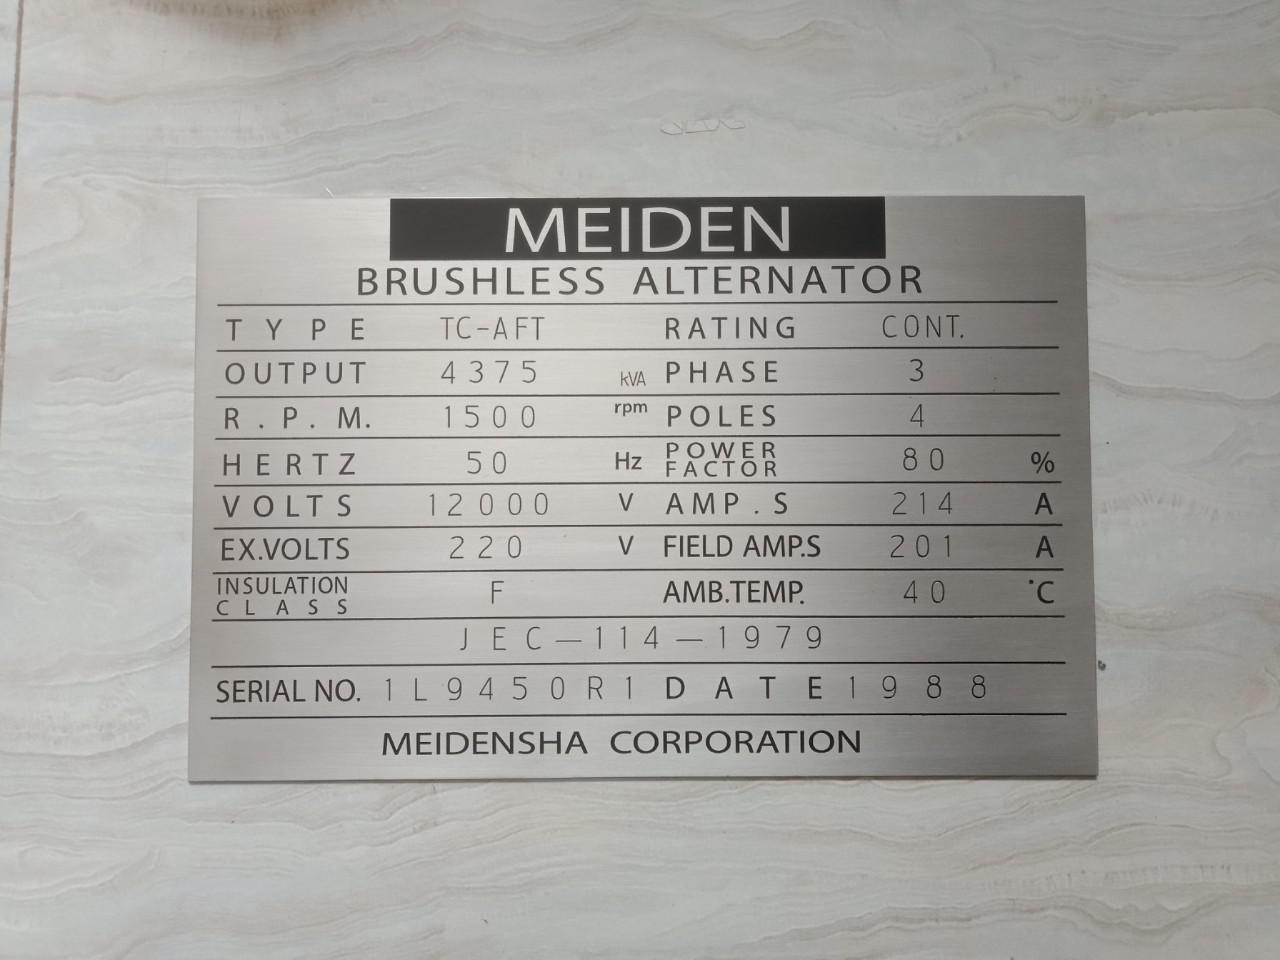 MEIDEN
BRUSHLESS ALTERNATOR
TYPE TC-AFT RATING CONT.
OUTPUT 4375 kVA PHASE 3
R.P.M. 1500 rpm POLES 4
HERTZ 50 Hz POWER FACTOR 80 %
VOLTS 12000 V AMP.S 214 A
EX.VOLTS 220 V FIELD AMP.S 201 A
INSULATION CLASS F AMB.TEMP. 40 °C
JEC-114-1979
SERIAL NO. 1L9450R1 DATE 1988
MEIDENSHA CORPORATION